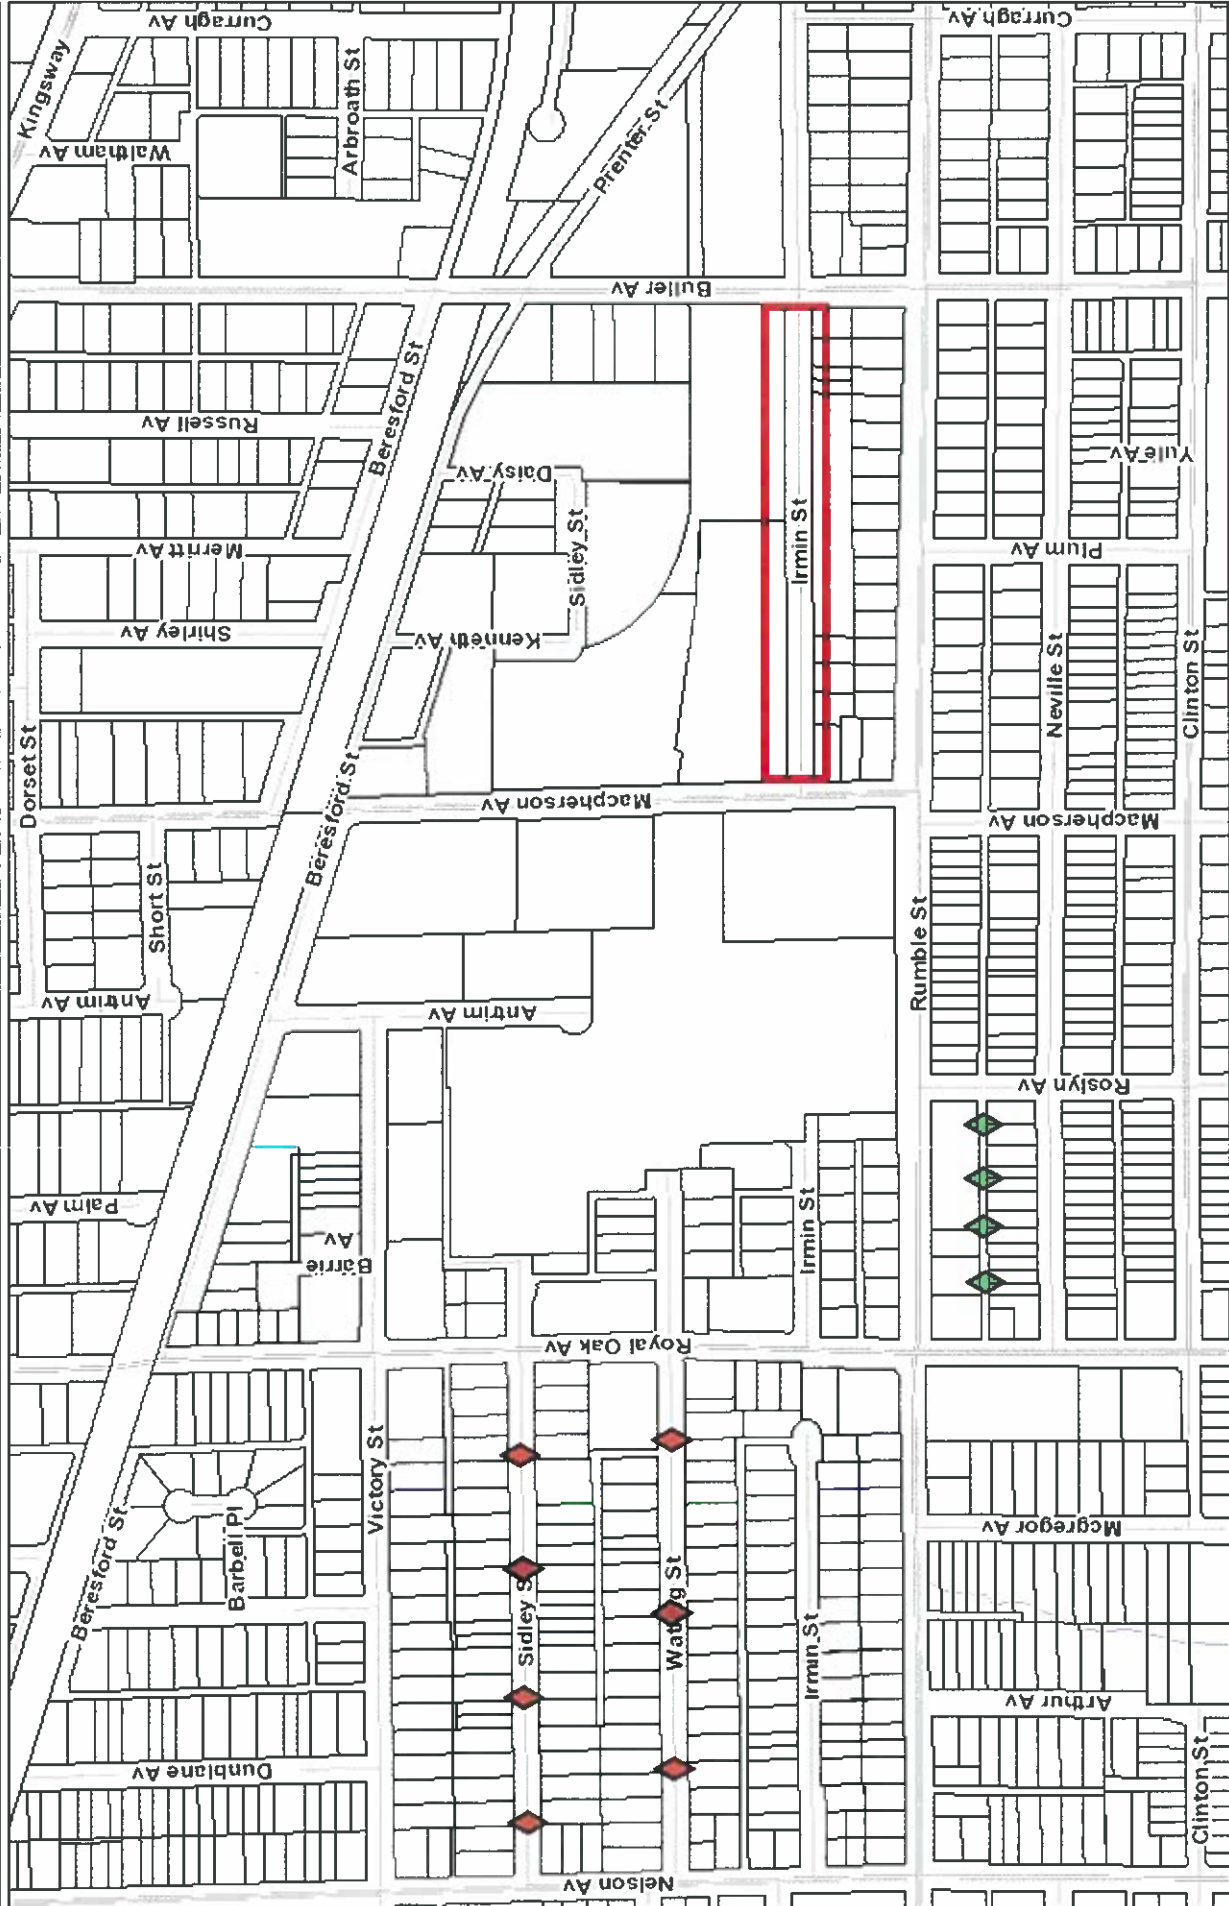 Curragh Av
Curragh Av
Kingsway
Arbroath St
Waltham Av
Prenter St
Buller Av
Beresford St
Russell Av
Daisy Av
Yule Av
Irmin St
Merritt Av
Sidley St
Plum Av
Shirley Av
Kenneth Av
Neville St
Clinton St
Dorset St
Beresford St
Macpherson Av
Macpherson Av
Short St
Rumble St
Antrim Av
Antrim Av
Roslyn Av
Palm Av
Irmin St
Barrie
Av
Royal Oak Av
Victory St
Beresford St
Barbell Pl
Mcgregor Av
Sidley
St
Irmin St
Arthur Av
Dunblane Av
Clinton St
Nelson Av